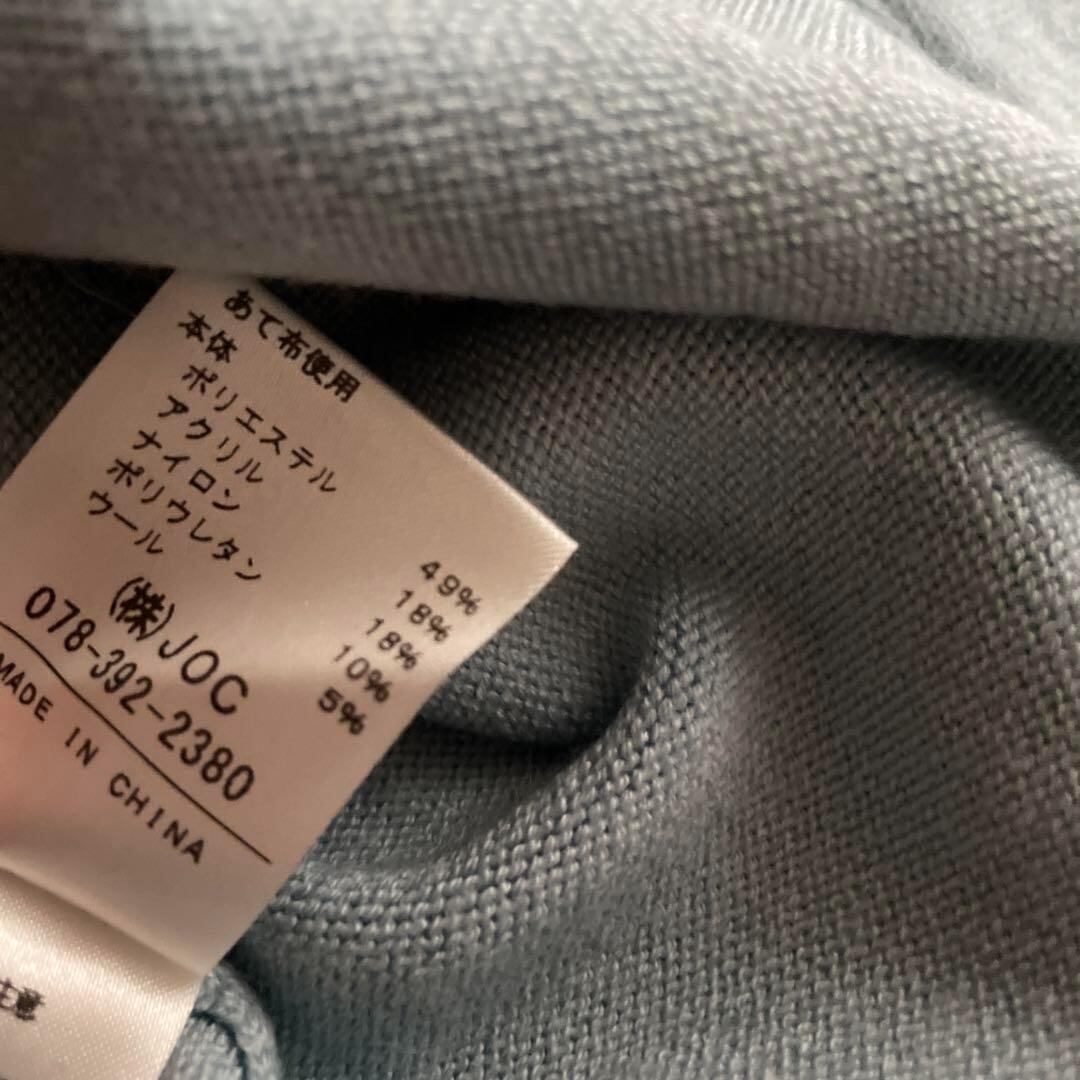 あて布使用
本体
ポリエステル 49%
アクリル 18%
ナイロン 18%
ポリウレタン 10%
ウール 5%
(株)JOC
078-392-2380
MADE IN CHINA
注意